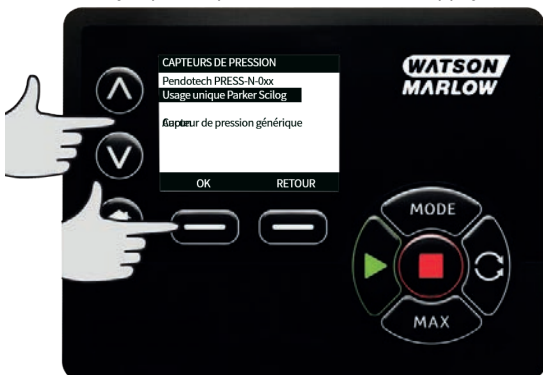 CAPTEURS DE PRESSION
Pendotech PRESS-N-0xx
Usage unique Parker Scilog
Capteur de pression générique
OK RETOUR
WATSON
MARLOW
MODE
MAX